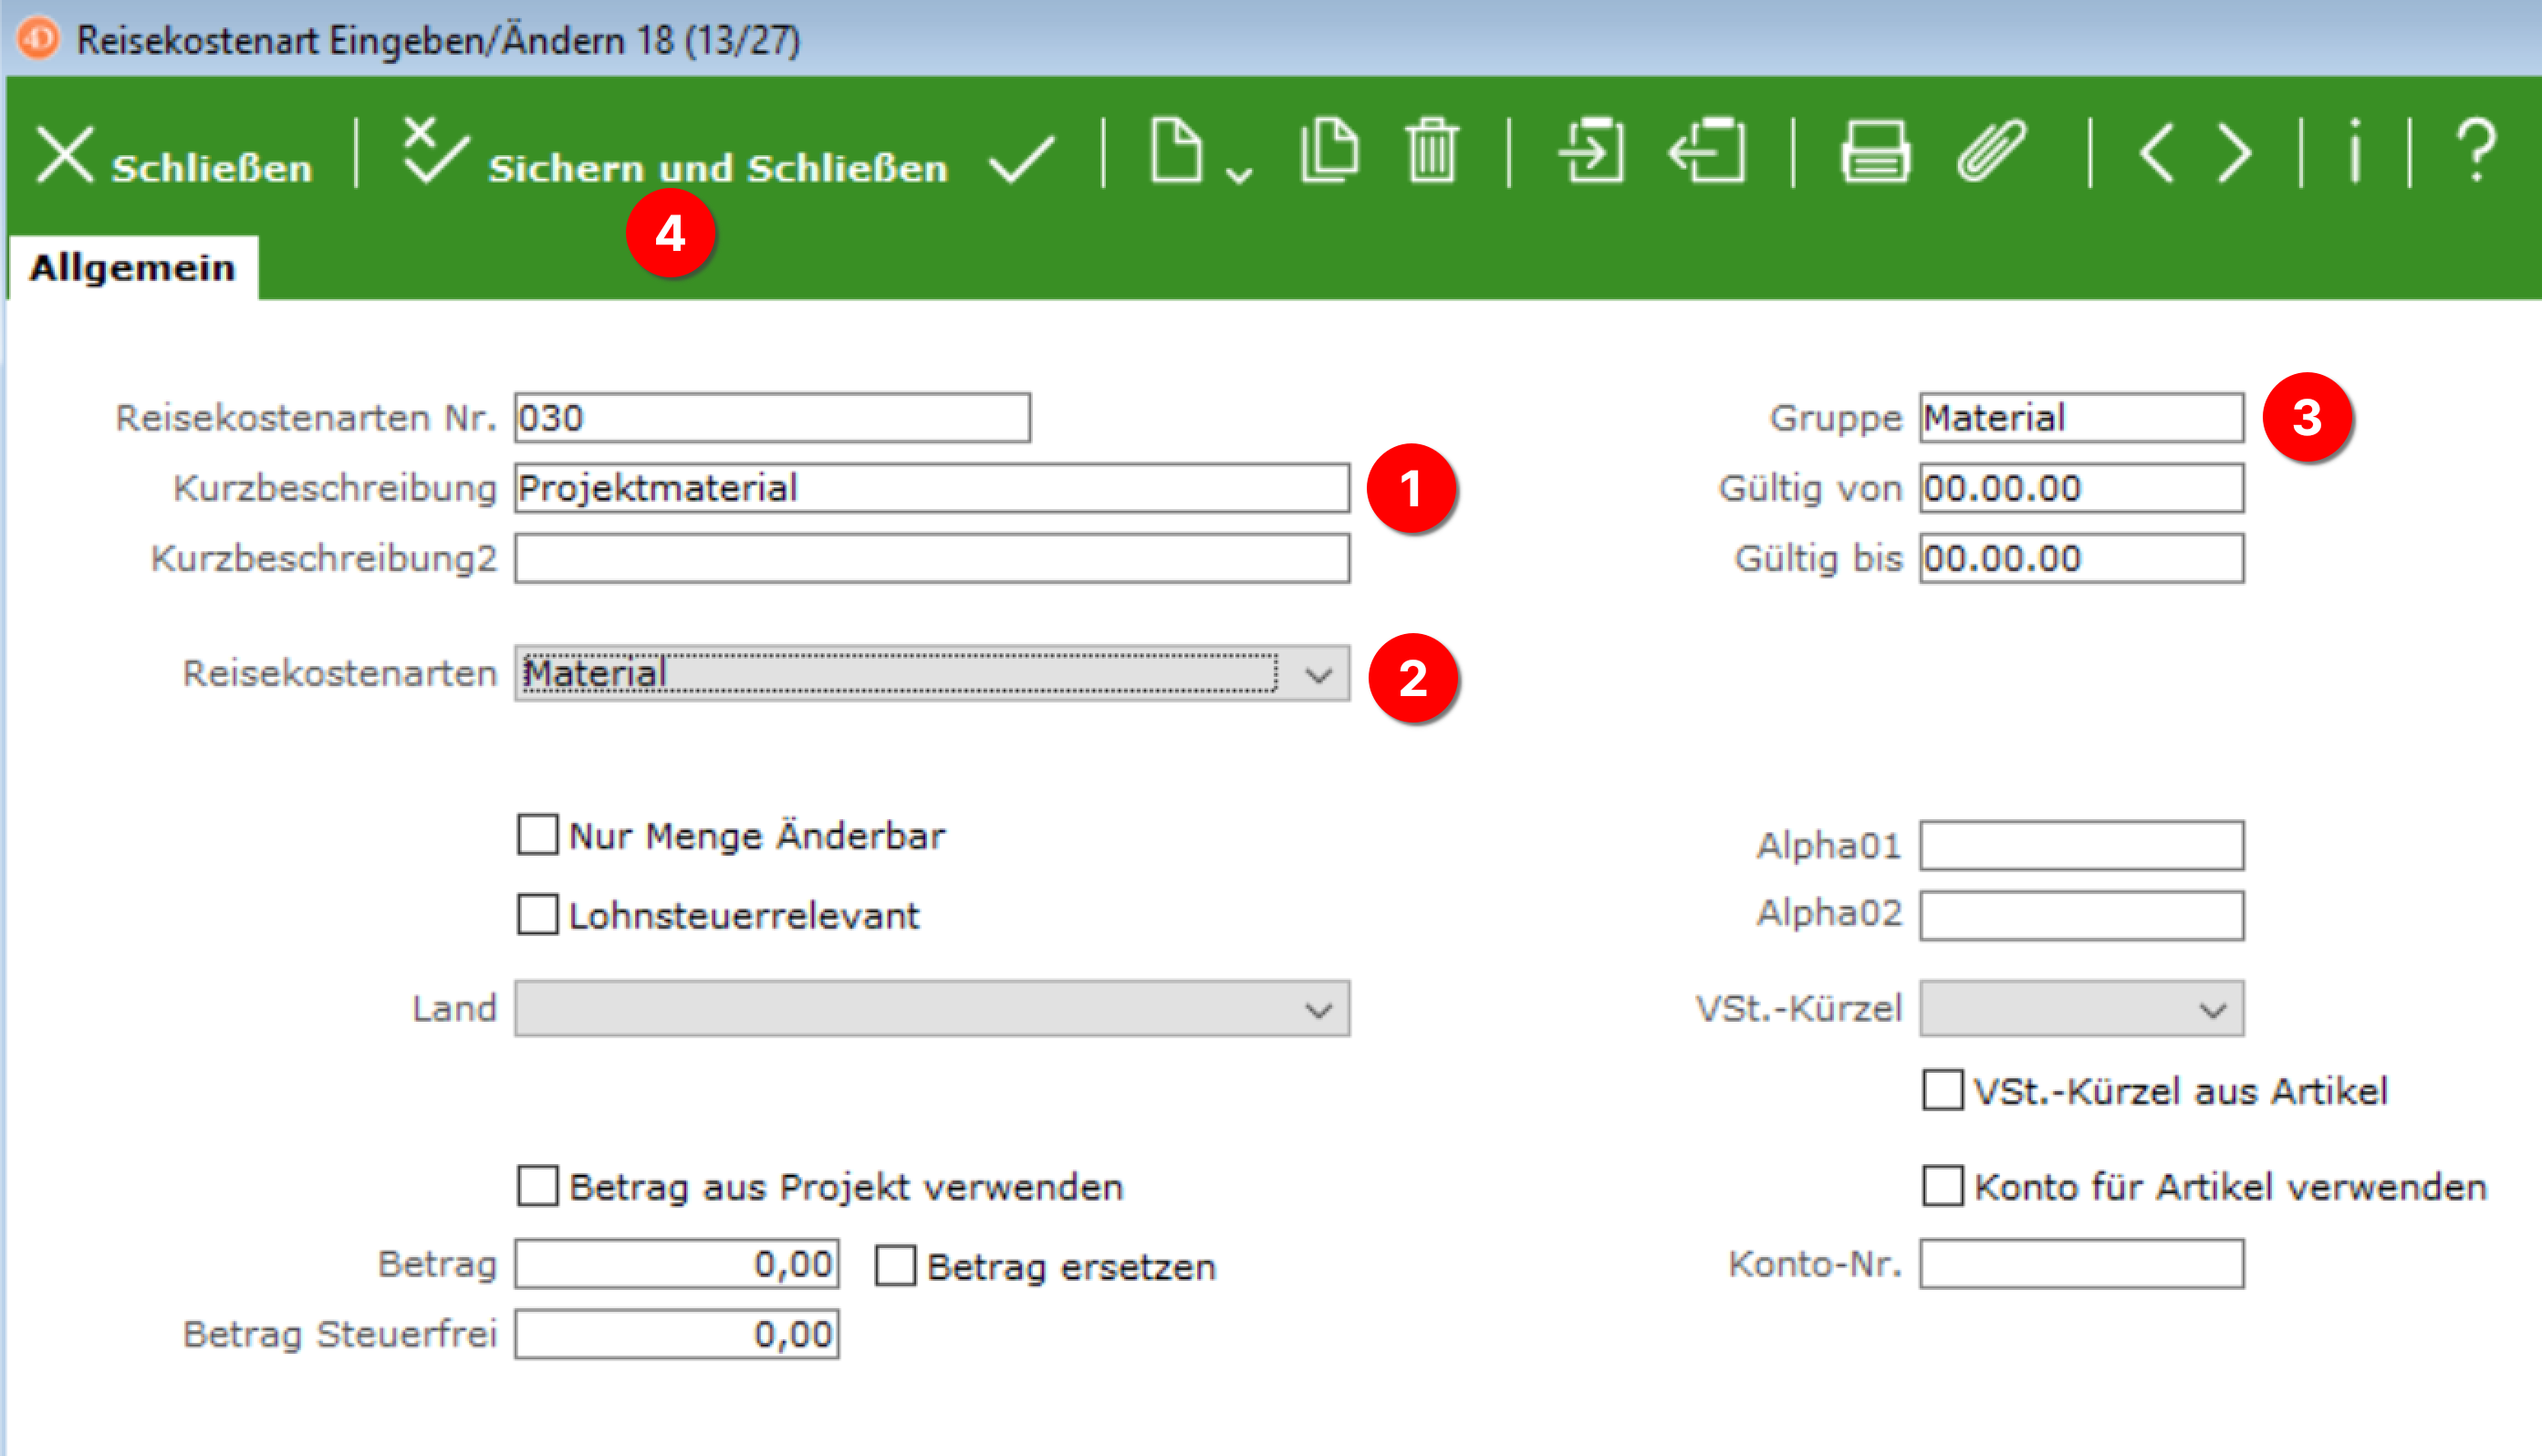 Reisekostenart Eingeben/Ändern 18 (13/27)
Schließen Sichern und Schließen
4
Allgemein
Reisekostenarten Nr. 030 Gruppe Material 3
Kurzbeschreibung Projektmaterial 1 Gültig von 00.00.00
Kurzbeschreibung2 Gültig bis 00.00.00
Reisekostenarten Material 2
Nur Menge Änderbar Alpha01
Lohnsteuerrelevant Alpha02
Land VSt.-Kürzel
VSt.-Kürzel aus Artikel
Betrag aus Projekt verwenden Konto für Artikel verwenden
Betrag 0,00 Betrag ersetzen Konto-Nr.
Betrag Steuerfrei 0,00